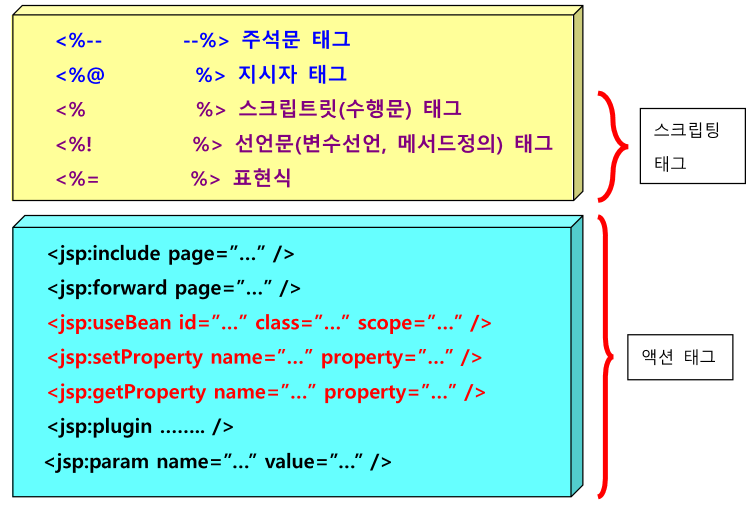 <%-- --%> 주석문 태그
<%@ %> 지시자 태그
<% %> 스크립트릿(수행문) 태그
<%! %> 선언문(변수선언, 메서드정의) 태그
<%= %> 표현식
스크립팅
태그
<jsp:include page="..." />
<jsp:forward page="..." />
<jsp:useBean id="..." class="..." scope="..." />
<jsp:setProperty name="..." property="..." />
<jsp:getProperty name="..." property="..." />
<jsp:plugin ........ />
<jsp:param name="..." value="..." />
액션 태그